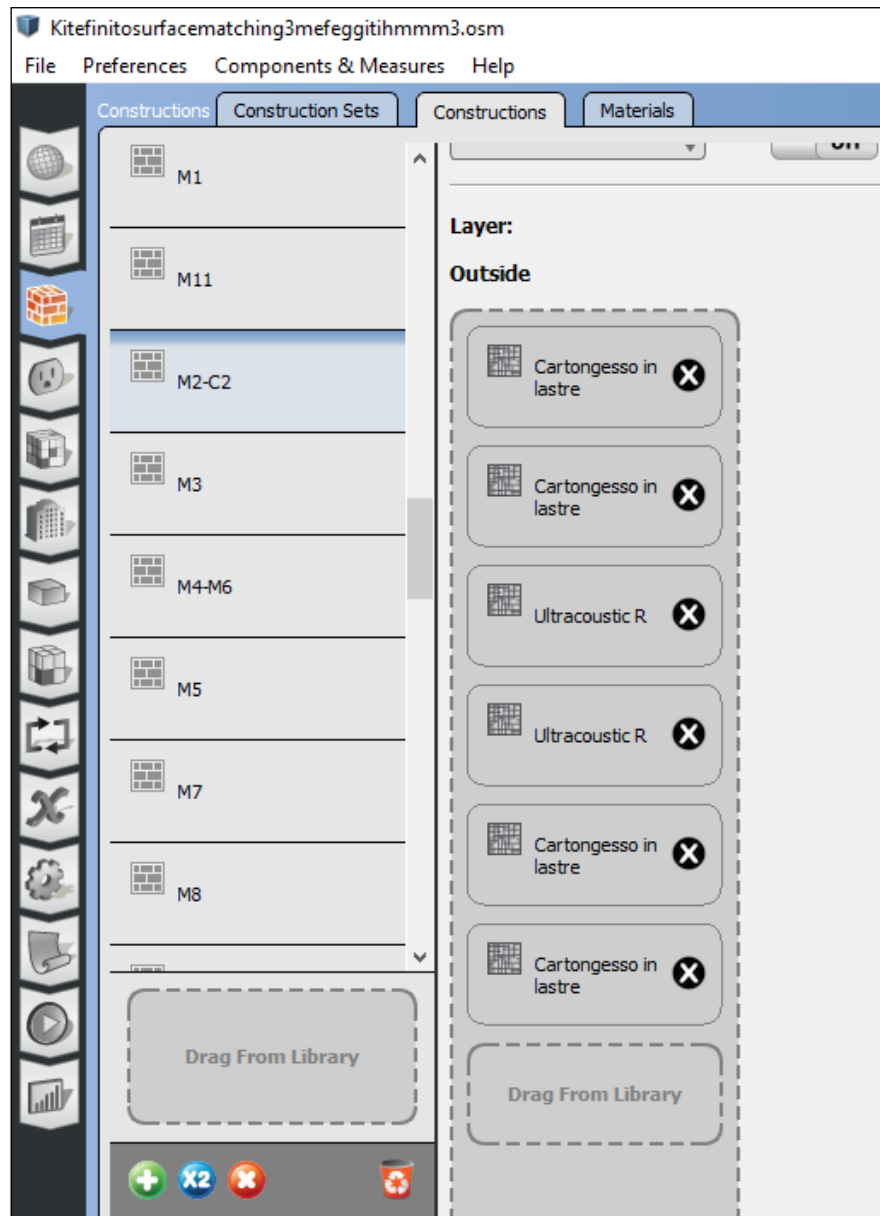 Kitefinitosurfacematching3mefeggitihmmm3.osm
File Preferences Components & Measures Help
Constructions Construction Sets Constructions Materials
M1
M11
M2-C2
M3
M4-M6
M5
M7
M8
Drag From Library
X2
Layer:
Outside
Cartongesso in
lastre
Cartongesso in
lastre
Ultracoustic R
Ultracoustic R
Cartongesso in
lastre
Cartongesso in
lastre
Drag From Library